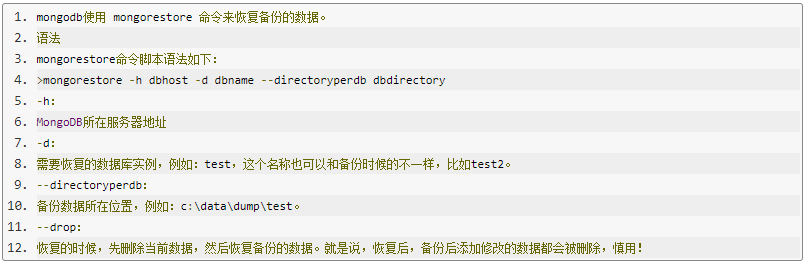 1. mongodb使用 mongorestore 命令来恢复备份的数据。
2. 语法
3. mongorestore命令脚本语法如下:
4. >mongorestore -h dbhost -d dbname --directoryperdb dbdirectory
5. -h:
6. MongoDB所在服务器地址
7. -d:
8. 需要恢复的数据库实例，例如：test，这个名称也可以和备份时候的不一样，比如test2。
9. --directoryperdb:
10. 备份数据所在位置，例如：c:\data\dump\test。
11. --drop:
12. 恢复的时候，先删除当前数据，然后恢复备份的数据。就是说，恢复后，备份后添加修改的数据都会被删除，慎用!